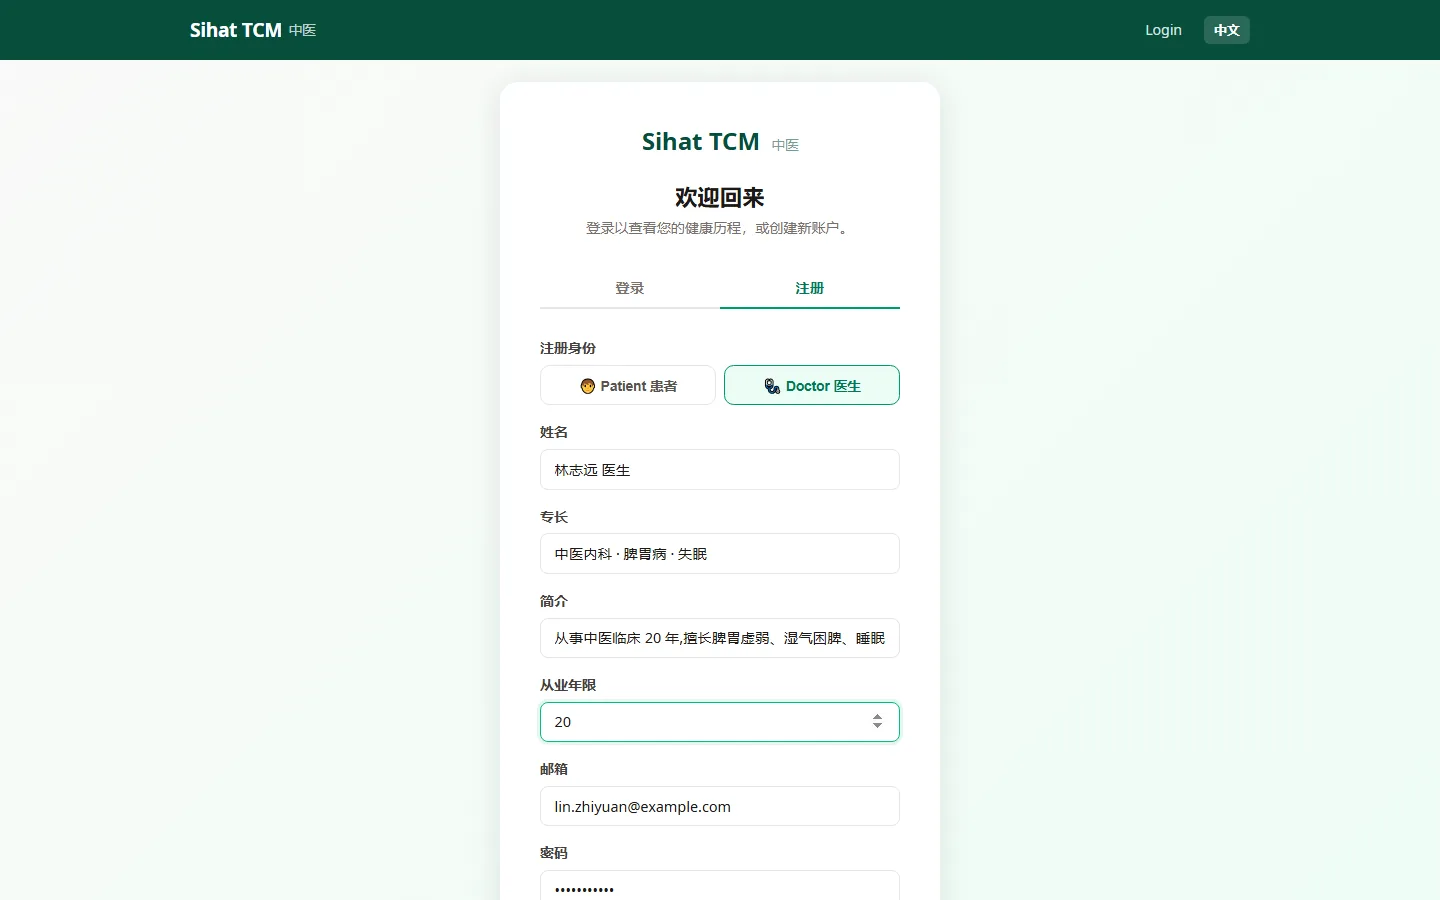 Sihat TCM 中医
Login
中文
Sihat TCM 中医
欢迎回来
登录以查看您的健康历程，或创建新账户。
登录
注册
注册身份
Patient 患者
Doctor 医生
姓名
林志远 医生
专长
中医内科 · 脾胃病 · 失眠
简介
从事中医临床 20 年,擅长脾胃虚弱、湿气困脾、睡眠
从业年限
20
邮箱
lin.zhiyuan@example.com
密码
•••••••••••